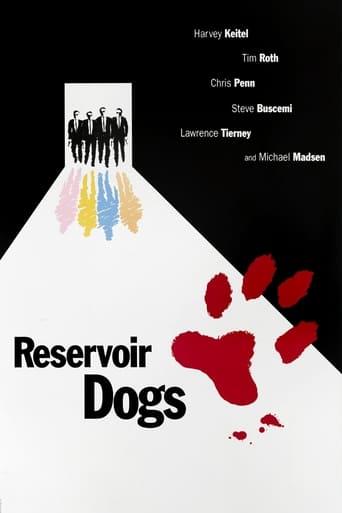 Harvey Keitel
Tim Roth
Chris Penn
Steve Buscemi
Lawrence Tierney
and Michael Madsen
Reservoir
Dogs